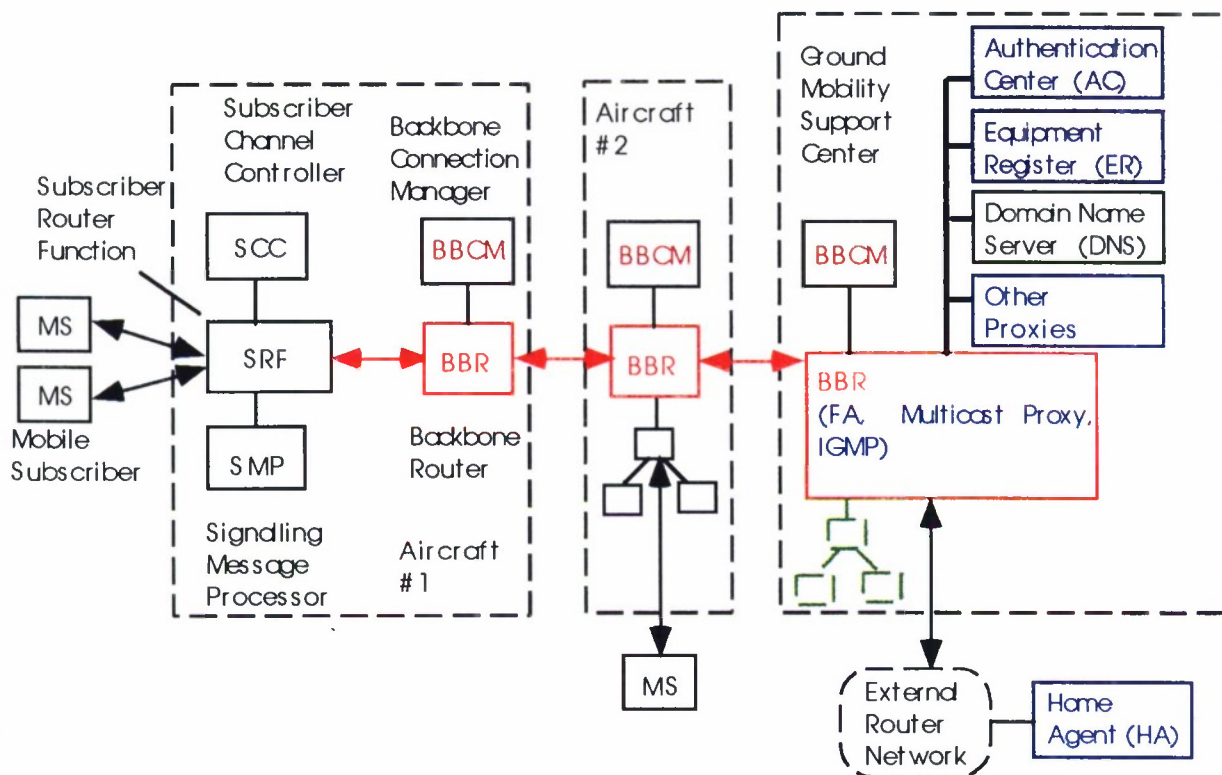 Subscriber
Router
Function
Subscriber
Channel
Controller
Backbone
Connection
Manager
SCC
BBCM
MS
MS
Mobile
Subscriber
SRF
BBR
SMP
Backbone
Router
Signalling
Message
Processor
Aircraft
#1
Aircraft
#2
BBCM
BBR
MS
Ground
Mobility
Support
Center
BBCM
Authentication
Center (AC)
Equipment
Register (ER)
Domain Name
Server (DNS)
Other
Proxies
BBR
(FA, Multicast Proxy,
IGMP)
External
Router
Network
Home
Agent (HA)